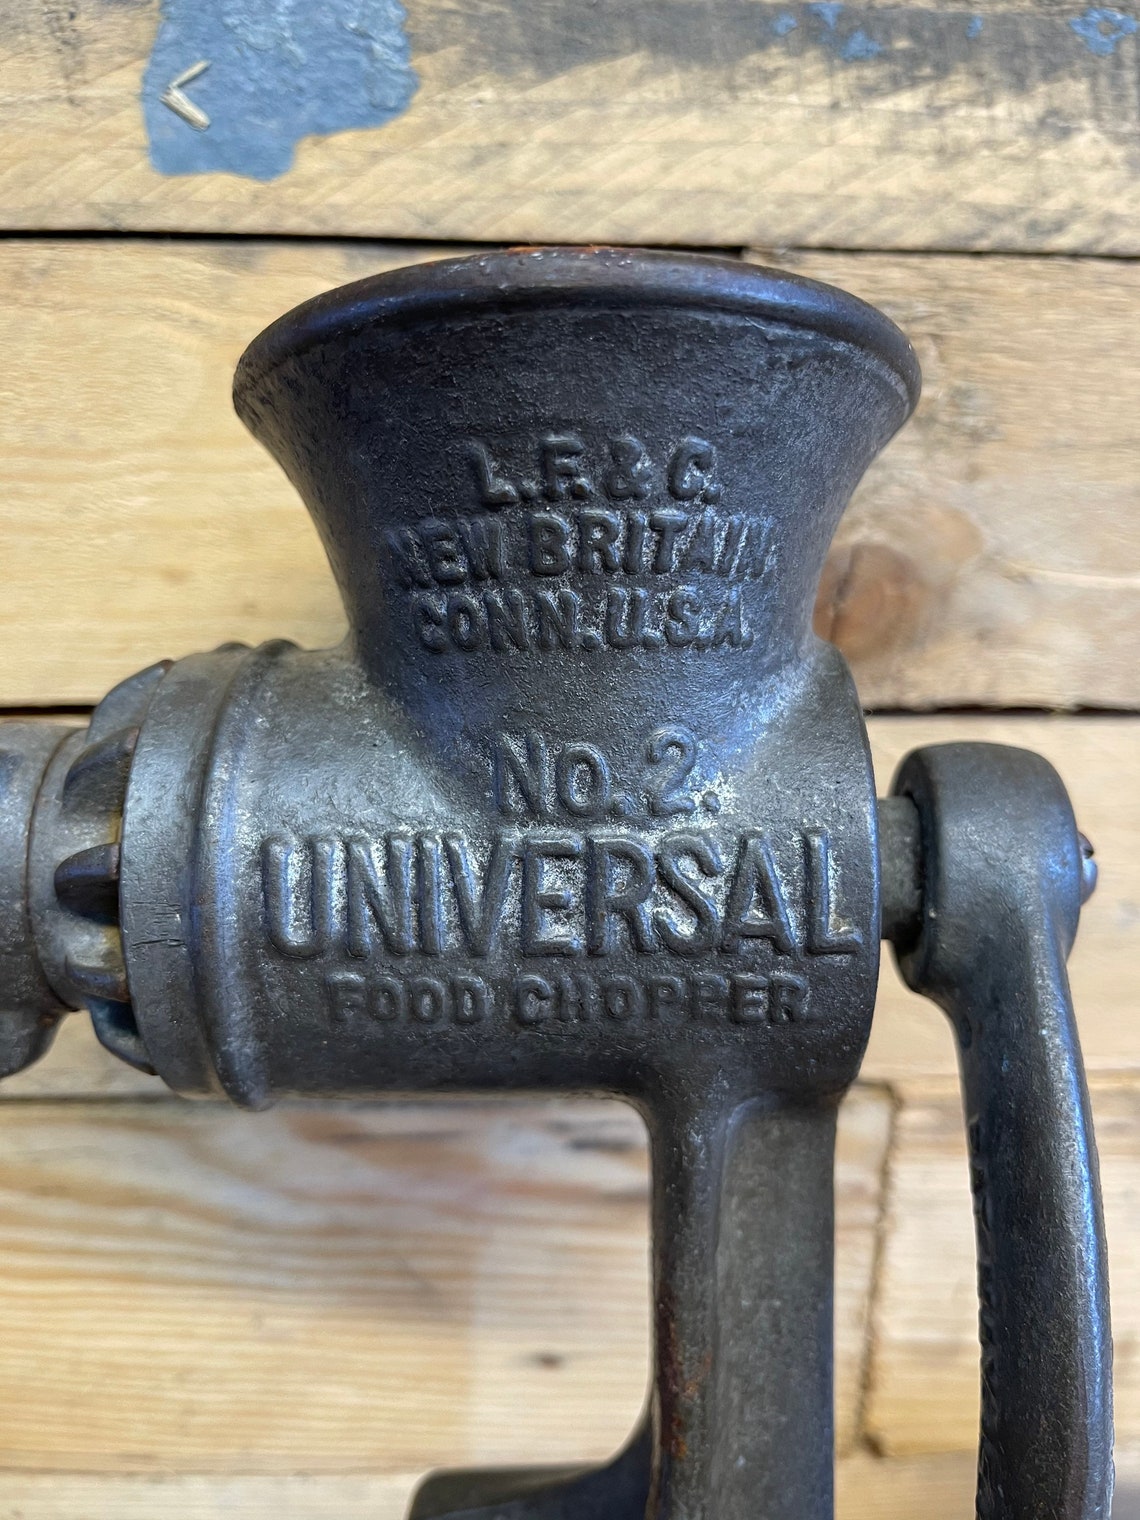 L.F. & C.
NEW BRITAIN
CONN. U.S.A.
No. 2.
UNIVERSAL
FOOD CHOPPER.